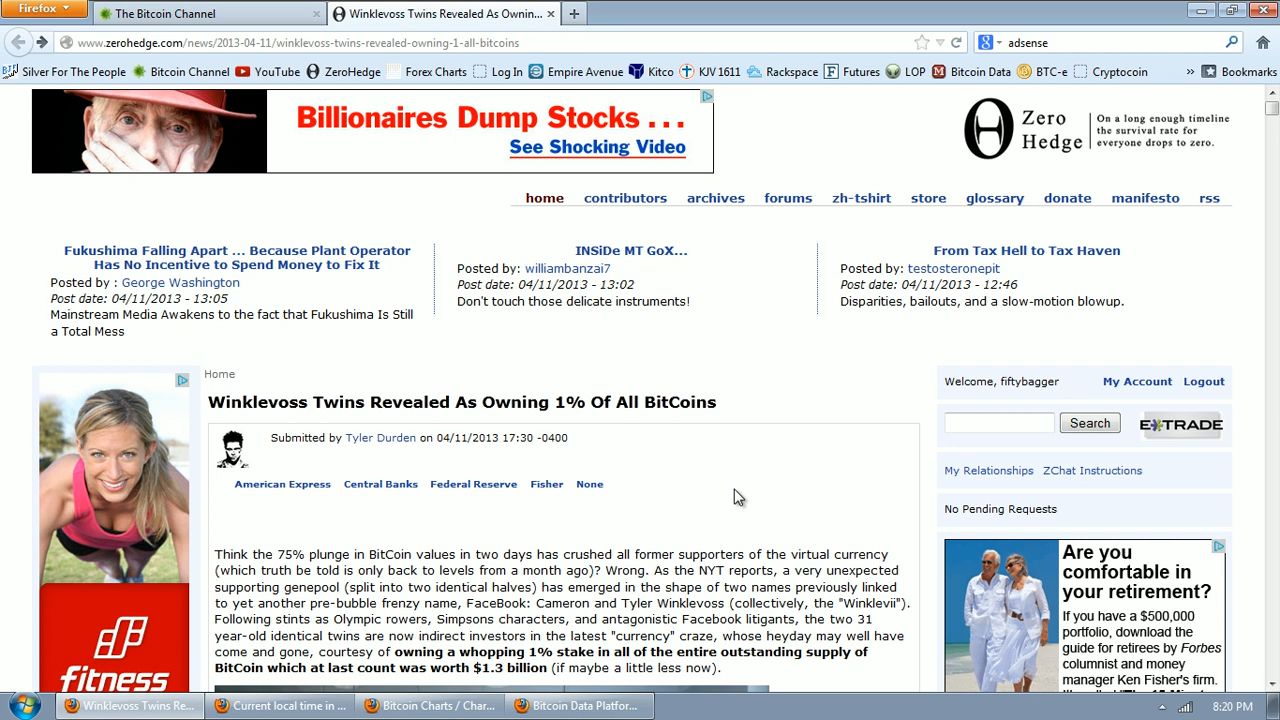 Firefox
The Bitcoin Channel
Winklevoss Twins Revealed As Ownin...
www.zerohedge.com/news/2013-04-11/winklevoss-twins-revealed-owning-1-all-bitcoins
adsense
Silver For The People
Bitcoin Channel
YouTube
ZeroHedge
Forex Charts
Log In
Empire Avenue
Kitco
KJV 1611
Rackspace
Futures
LOP
Bitcoin Data
BTC-e
Cryptocoin
Bookmarks
Billionaires Dump Stocks . . .
See Shocking Video
Zero
Hedge
On a long enough timeline
the survival rate for
everyone drops to zero.
home contributors archives forums zh-tshirt store glossary donate manifesto rss
Fukushima Falling Apart ... Because Plant Operator
Has No Incentive to Spend Money to Fix It
Posted by : George Washington
Post date: 04/11/2013 - 13:05
Mainstream Media Awakens to the fact that Fukushima Is Still
a Total Mess
INSiDe MT GoX...
Posted by: williambanzai7
Post date: 04/11/2013 - 13:02
Don't touch those delicate instruments!
From Tax Hell to Tax Haven
Posted by: testosteronepit
Post date: 04/11/2013 - 12:46
Disparities, bailouts, and a slow-motion blowup.
fitness
Home
Winklevoss Twins Revealed As Owning 1% Of All BitCoins
Submitted by Tyler Durden on 04/11/2013 17:30 -0400
American Express Central Banks Federal Reserve Fisher None
Think the 75% plunge in BitCoin values in two days has crushed all former supporters of the virtual currency
(which truth be told is only back to levels from a month ago)? Wrong. As the NYT reports, a very unexpected
supporting genepool (split into two identical halves) has emerged in the shape of two names previously linked
to yet another pre-bubble frenzy name, FaceBook: Cameron and Tyler Winklevoss (collectively, the "Winklevii").
Following stints as Olympic rowers, Simpsons characters, and antagonistic Facebook litigants, the two 31
year-old identical twins are now indirect investors in the latest "currency" craze, whose heyday may well have
come and gone, courtesy of owning a whopping 1% stake in all of the entire outstanding supply of
BitCoin which at last count was worth $1.3 billion (if maybe a little less now).
Welcome, fiftybagger My Account Logout
Search
E*TRADE
My Relationships ZChat Instructions
No Pending Requests
Are you
comfortable in
your retirement?
If you have a $500,000
portfolio, download the
guide for retirees by Forbes
columnist and money
manager Ken Fisher's firm.
Winklevoss Twins Re...
Current local time in ...
Bitcoin Charts / Char...
Bitcoin Data Platfor...
8:20 PM